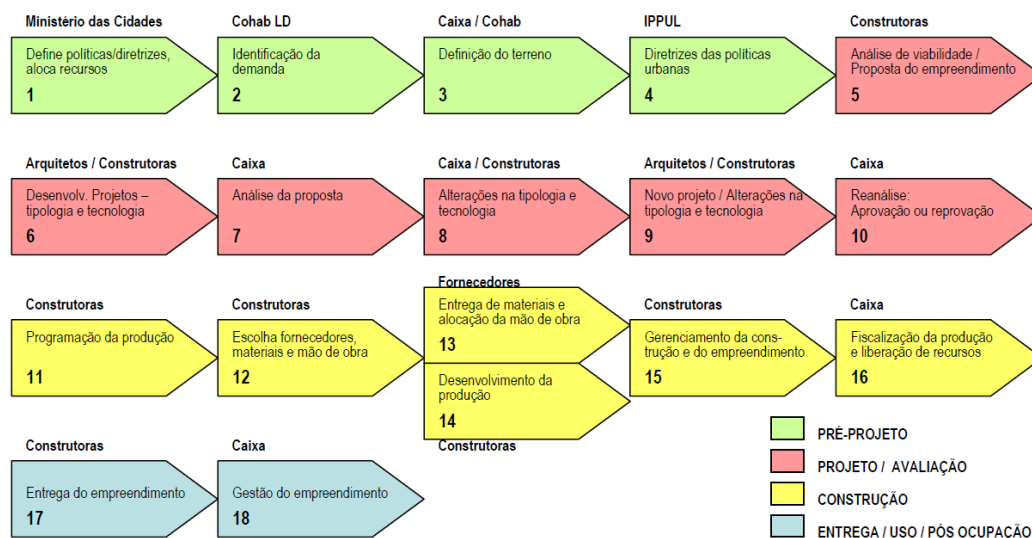 Ministério das Cidades
Define políticas/diretrizes,
aloca recursos
1
Cohab LD
Identificação da
demanda
2
Caixa / Cohab
Definição do terreno
3
IPPUL
Diretrizes das políticas
urbanas
4
Construtoras
Análise de viabilidade /
Proposta do empreendimento
5
Arquitetos / Construtoras
Desenvolv. Projetos –
tipologia e tecnologia
6
Caixa
Análise da proposta
7
Caixa / Construtoras
Alterações na tipologia e
tecnologia
8
Arquitetos / Construtoras
Novo projeto / Alterações na
tipologia e tecnologia
9
Caixa
Reanálise:
Aprovação ou reprovação
10
Construtoras
Programação da produção
11
Construtoras
Escolha fornecedores,
materiais e mão de obra
12
Fornecedores
Entrega de materiais e
alocação da mão de obra
13
Desenvolvimento da
produção
14
Construtoras
Construtoras
Gerenciamento da cons-
trução e do empreendimento
15
Caixa
Fiscalização da produção
e liberação de recursos
16
Construtoras
Entrega do empreendimento
17
Caixa
Gestão do empreendimento
18
PRÉ-PROJETO
PROJETO / AVALIAÇÃO
CONSTRUÇÃO
ENTREGA / USO / PÓS OCUPAÇÃO